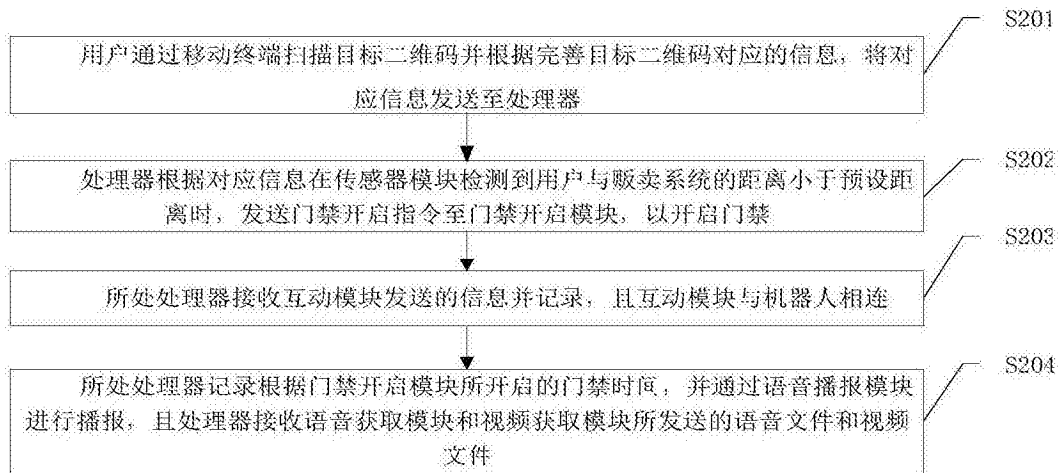 S201
用户通过移动终端扫描目标二维码并根据完善目标二维码对应的信息，将对
应信息发送至处理器
S202
处理器根据对应信息在传感器模块检测到用户与贩卖系统的距离小于预设距
离时，发送门禁开启指令至门禁开启模块，以开启门禁
S203
所处处理器接收互动模块发送的信息并记录，且互动模块与机器人相连
S204
所处处理器记录根据门禁开启模块所开启的门禁时间，并通过语音播报模块
进行播报，且处理器接收语音获取模块和视频获取模块所发送的语音文件和视频
文件